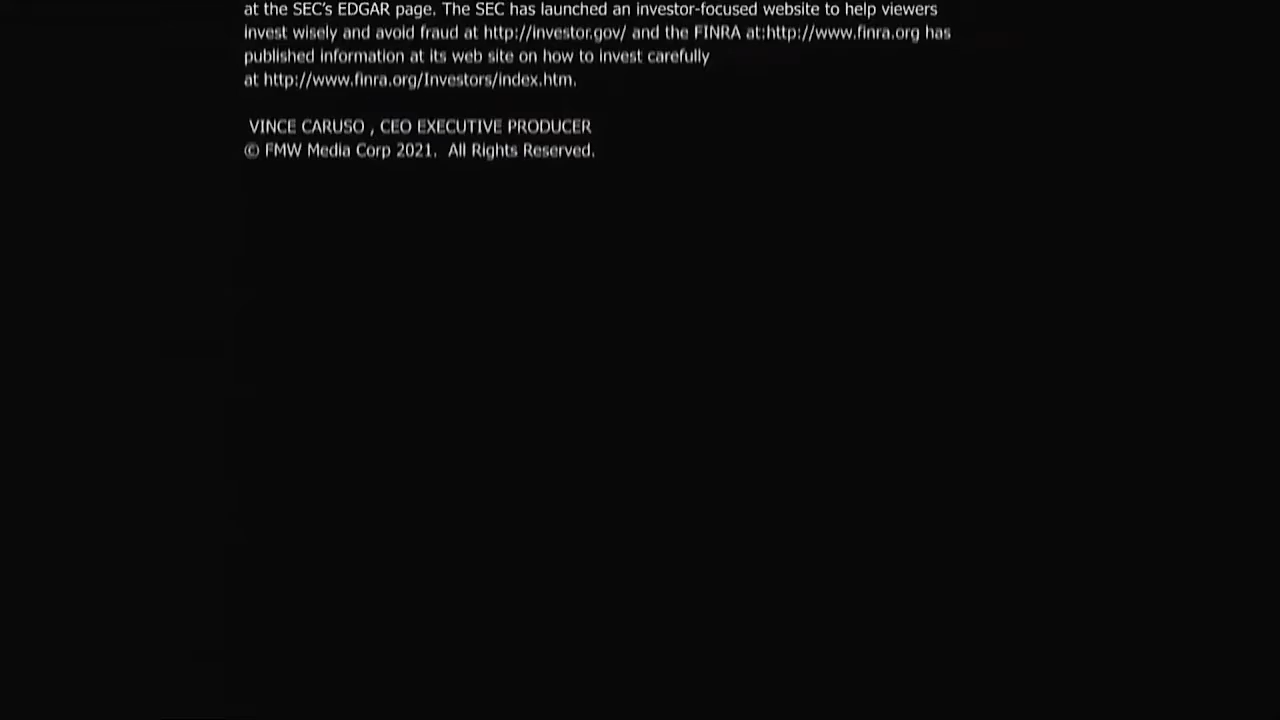 at the SEC’s EDGAR page. The SEC has launched an investor-focused website to help viewers
invest wisely and avoid fraud at http://investor.gov/ and the FINRA at:http://www.finra.org has
published information at its web site on how to invest carefully
at http://www.finra.org/Investors/index.htm.
VINCE CARUSO , CEO EXECUTIVE PRODUCER
© FMW Media Corp 2021. All Rights Reserved.